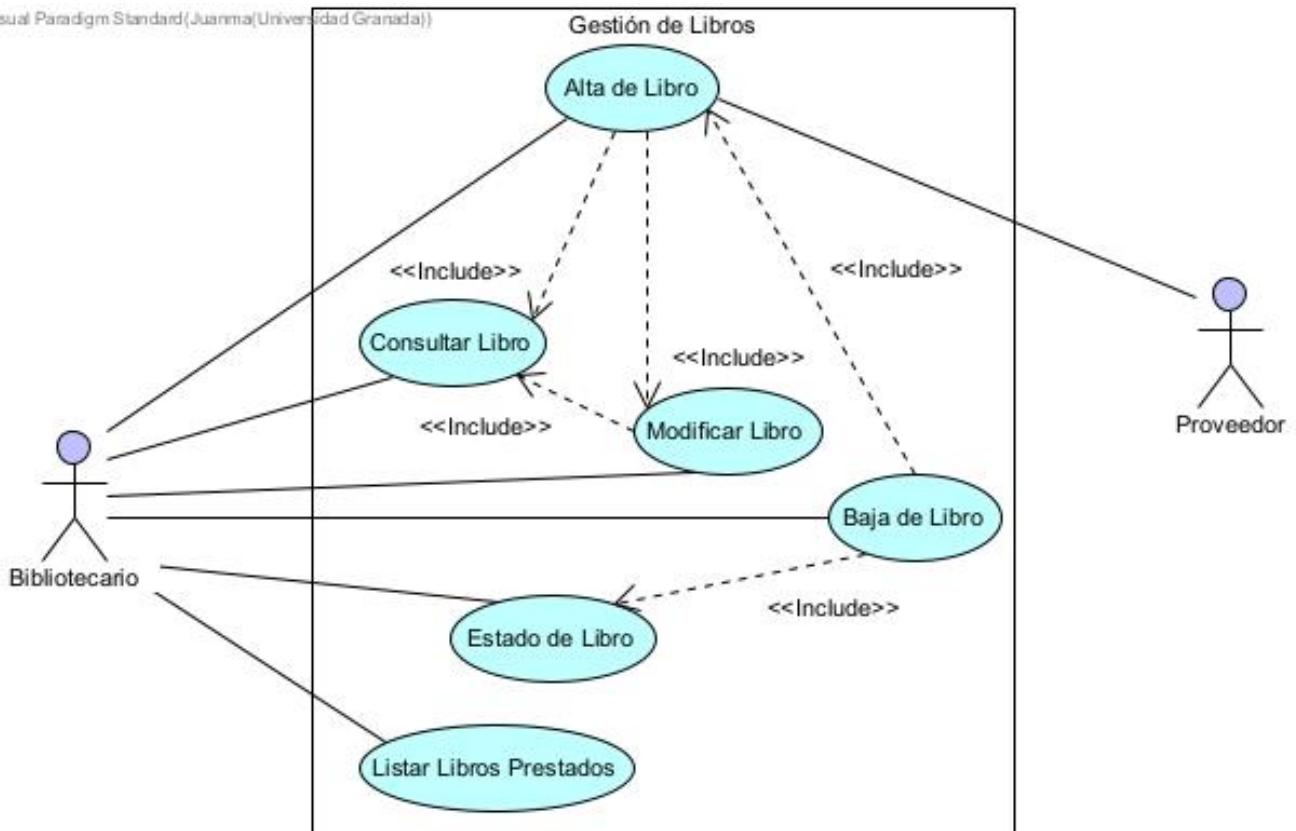 sual Paradigm Standard(Juanma(Universidad Granada))
Gestión de Libros
Alta de Libro
<<Include>>
<<Include>>
Consultar Libro
<<Include>>
<<Include>>
Modificar Libro
Proveedor
Baja de Libro
Bibliotecario
<<Include>>
Estado de Libro
Listar Libros Prestados